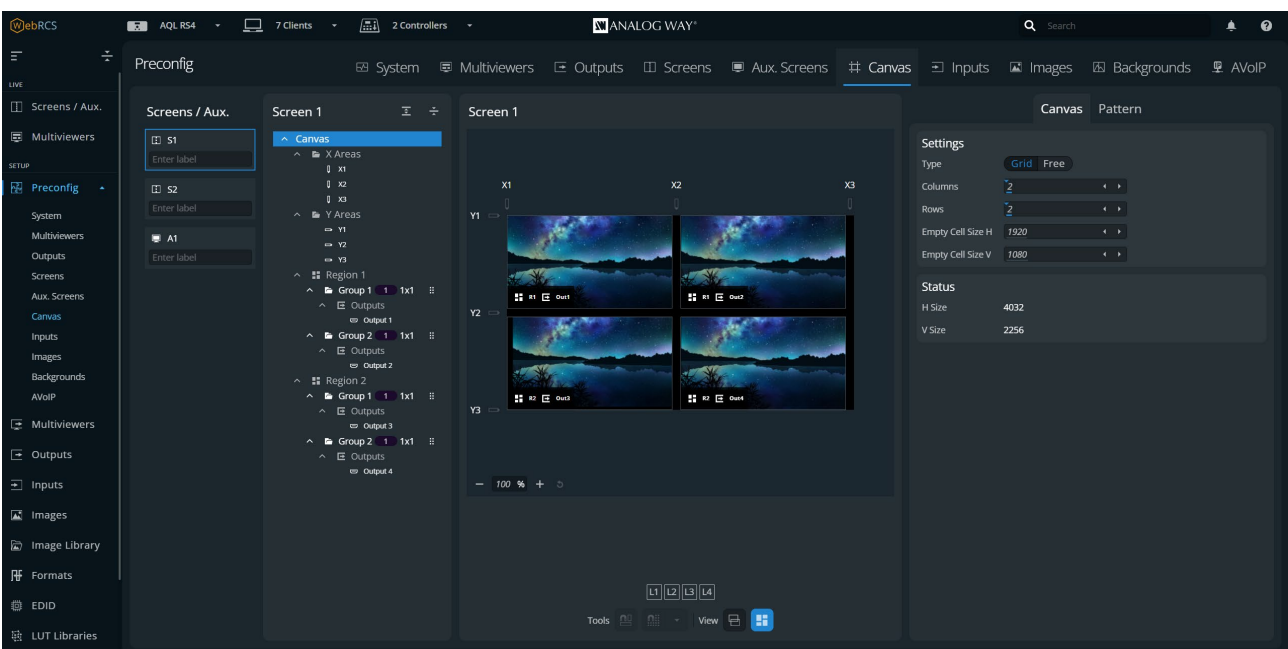 WebRCS
AQL RS4
7 Clients
2 Controllers
ANALOG WAY®
Search
LIVE
Screens / Aux.
Multiviewers
SETUP
Preconfig
System
Multiviewers
Outputs
Screens
Aux. Screens
Canvas
Inputs
Images
Backgrounds
AVoIP
Multiviewers
Outputs
Inputs
Images
Image Library
Formats
EDID
LUT Libraries
Preconfig
System
Multiviewers
Outputs
Screens
Aux. Screens
Canvas
Inputs
Images
Backgrounds
AVoIP
Screens / Aux.
S1
Enter label
S2
Enter label
A1
Enter label
Screen 1
Canvas
X Areas
X1
X2
X3
Y Areas
Y1
Y2
Y3
Region 1
Group 1 1 1x1
Outputs
Output 1
Group 2 1 1x1
Outputs
Output 2
Region 2
Group 1 1 1x1
Outputs
Output 3
Group 2 1 1x1
Outputs
Output 4
Screen 1
X1 X2 X3
Y1
R1 Out1 R1 Out2
Y2
R2 Out3 R2 Out4
Y3
− 100 % +
L1 L2 L3 L4
Tools View
Canvas Pattern
Settings
Type Grid Free
Columns 2
Rows 2
Empty Cell Size H 1920
Empty Cell Size V 1080
Status
H Size 4032
V Size 2256